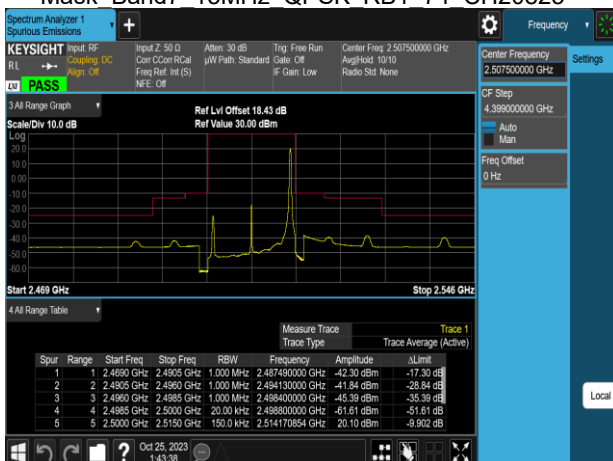 Mask_Band7_15MHz_QPSK_RB1_74_CH20825
Spectrum Analyzer 1
Spurious Emissions
Frequency
KEYSIGHT
Input: RF
Coupling: DC
Align: Off
Input Z: 50 Ω
Corr CCorr RCal
Freq Ref: Int (S)
NFE: Off
Atten: 30 dB
µW Path: Standard
Trig: Free Run
Gate: Off
IF Gain: Low
Center Freq: 2.507500000 GHz
Avg|Hold: 10/10
Radio Std: None
RL
LXI PASS
Center Frequency
2.507500000 GHz
Settings
CF Step
4.399000000 GHz
Auto
Man
Freq Offset
0 Hz
Local
3 All Range Graph
Scale/Div 10.0 dB
Ref Lvl Offset 18.43 dB
Ref Value 30.00 dBm
Log
20.0
10.0
0.00
-10.0
-20.0
-30.0
-40.0
-50.0
-60.0
Start 2.469 GHz
Stop 2.546 GHz
4 All Range Table
Measure Trace Trace 1
Trace Type Trace Average (Active)
Spur Range Start Freq Stop Freq RBW Frequency Amplitude ΔLimit
1 1 2.4690 GHz 2.4905 GHz 1.000 MHz 2.487490000 GHz -42.30 dBm -17.30 dB
2 2 2.4905 GHz 2.4960 GHz 1.000 MHz 2.494130000 GHz -41.84 dBm -28.84 dB
3 3 2.4960 GHz 2.4985 GHz 1.000 MHz 2.498400000 GHz -45.39 dBm -35.39 dB
4 4 2.4985 GHz 2.5000 GHz 20.00 kHz 2.498800000 GHz -61.61 dBm -51.61 dB
5 5 2.5000 GHz 2.5150 GHz 150.0 kHz 2.514170854 GHz 20.10 dBm -9.902 dB
Oct 25, 2023
1:43:38